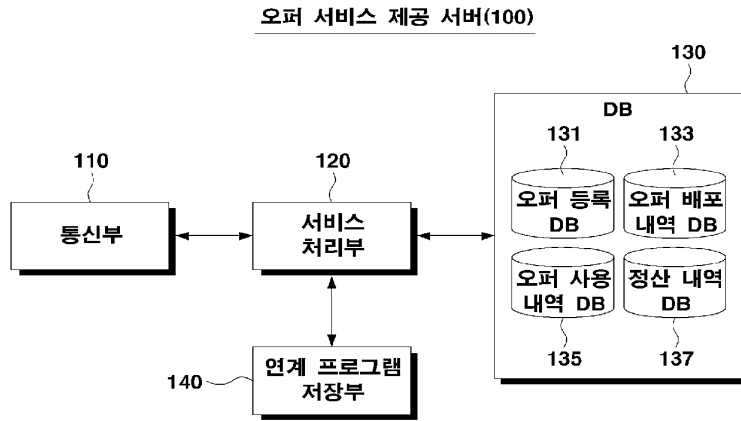 오퍼 서비스 제공 서버(100)
130
DB
131
133
오퍼 등록
DB
오퍼 배포
내역 DB
오퍼 사용
내역 DB
정산 내역
DB
135
137
110
통신부
120
서비스
처리부
140
연계 프로그램
저장부